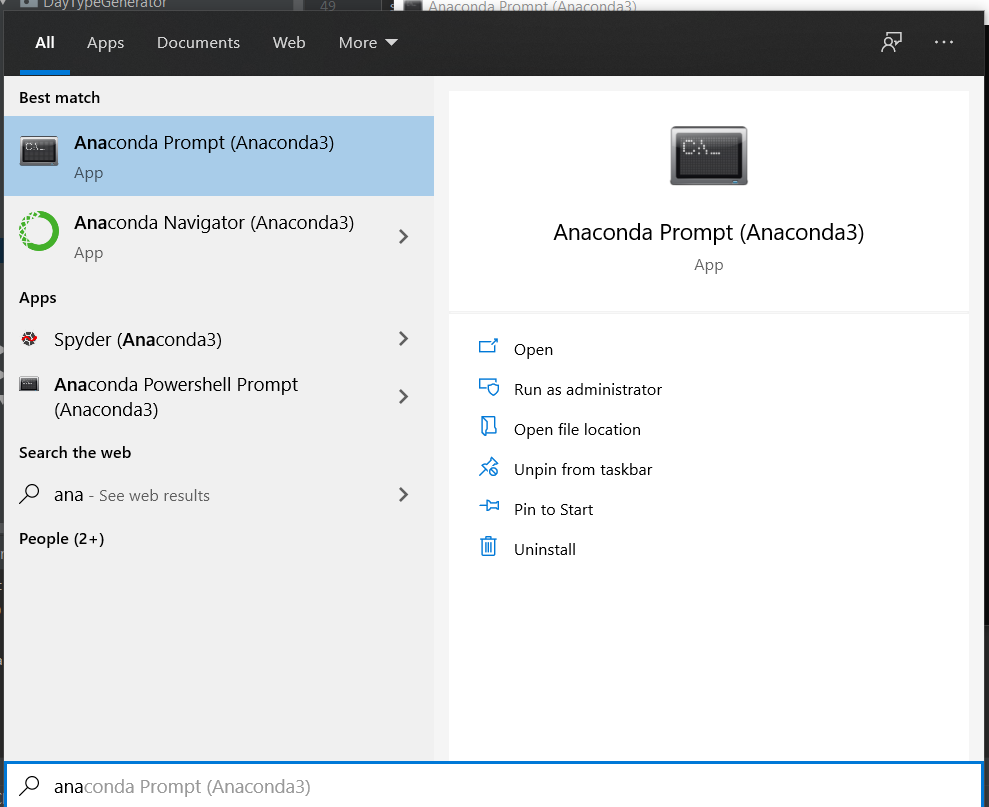 DayTypeGenerator
49
Anaconda Prompt (Anaconda3)
All Apps Documents Web More
Best match
Anaconda Prompt (Anaconda3)
App
Anaconda Navigator (Anaconda3)
App
Apps
Spyder (Anaconda3)
Anaconda Powershell Prompt
(Anaconda3)
Search the web
ana - See web results
People (2+)
Anaconda Prompt (Anaconda3)
App
Open
Run as administrator
Open file location
Unpin from taskbar
Pin to Start
Uninstall
anaconda Prompt (Anaconda3)